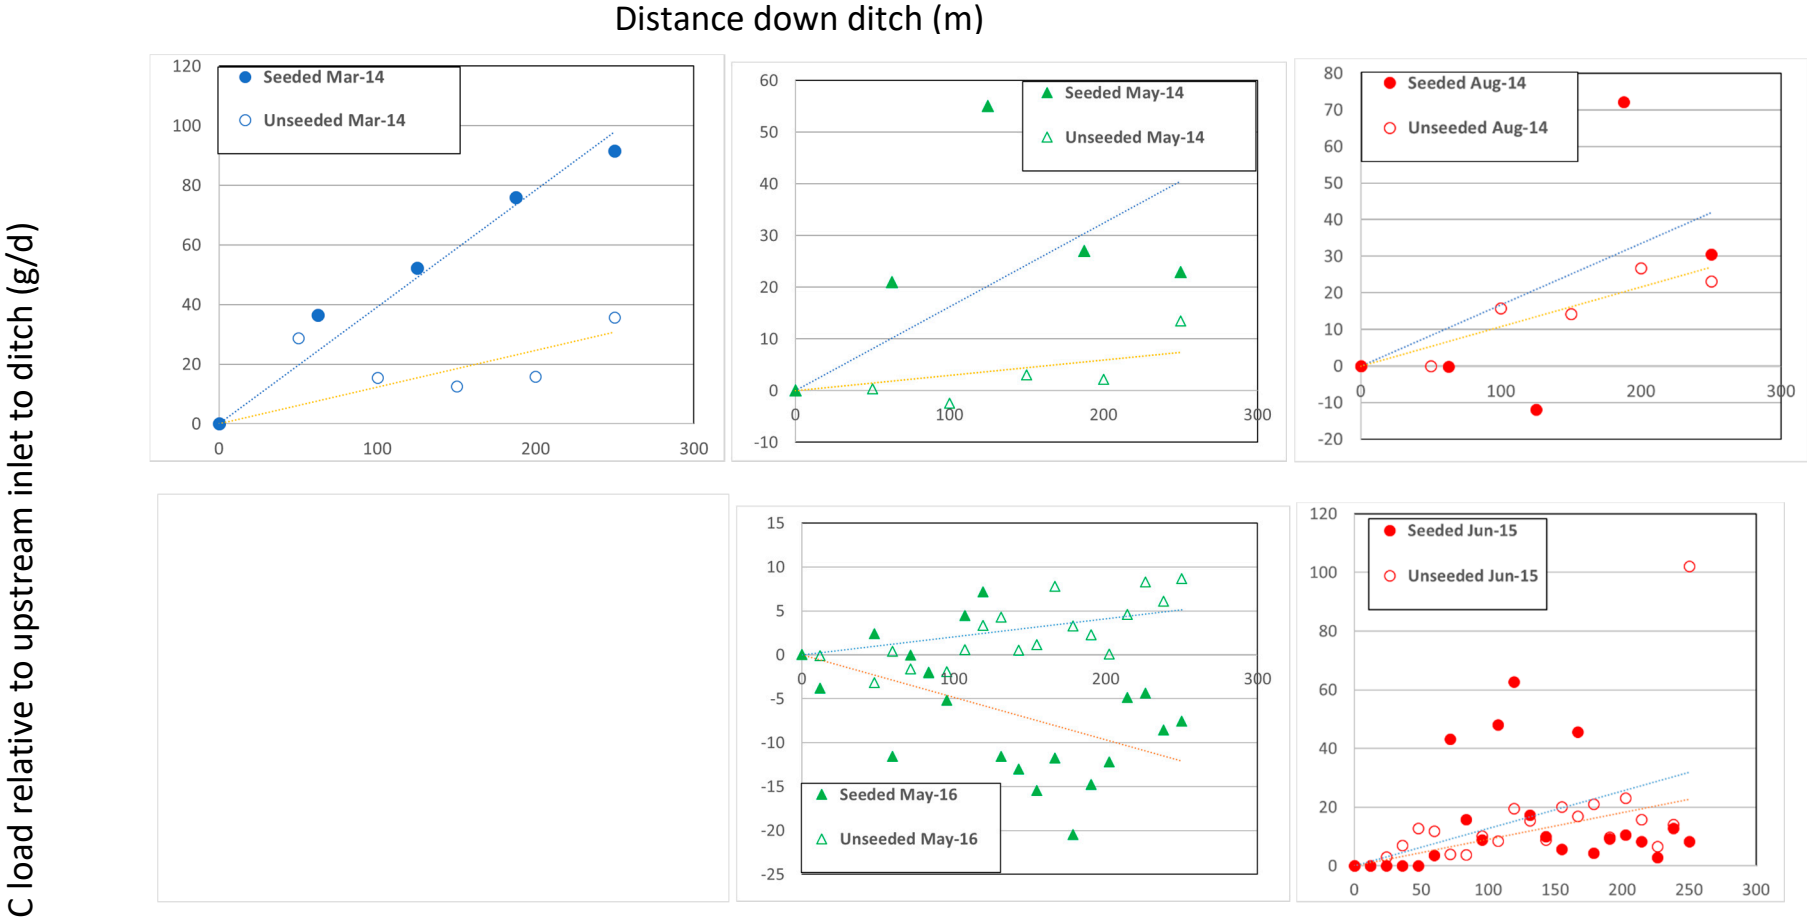 Distance down ditch (m)
C load relative to upstream inlet to ditch (g/d)
120
100
80
60
40
20
0
0 100 200 300
Seeded Mar-14
Unseeded Mar-14
60
50
40
30
20
10
0
-10
0 100 200 300
Seeded May-14
Unseeded May-14
80
70
60
50
40
30
20
10
0
-10
-20
0 100 200 300
Seeded Aug-14
Unseeded Aug-14
15
10
5
0
-5
-10
-15
-20
-25
0 100 200 300
Seeded May-16
Unseeded May-16
120
100
80
60
40
20
0
0 50 100 150 200 250 300
Seeded Jun-15
Unseeded Jun-15